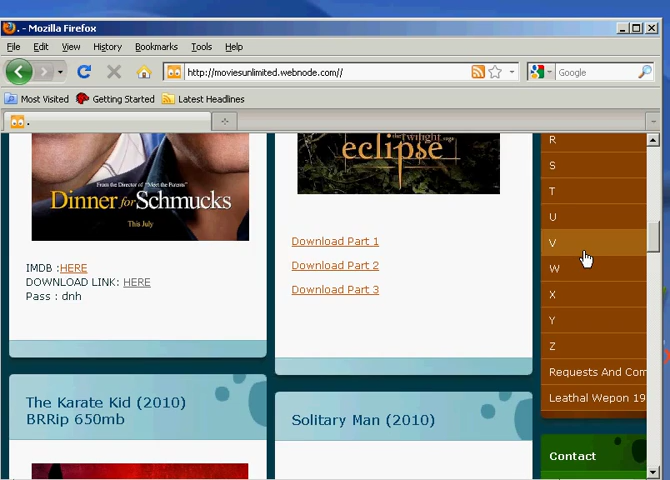 . - Mozilla Firefox
File Edit View History Bookmarks Tools Help
http://moviesunlimited.webnode.com//
Google
Most Visited Getting Started Latest Headlines
.
From the Director of "Meet the Parents"
Dinner for Schmucks
This July
IMDB :HERE
DOWNLOAD LINK: HERE
Pass : dnh
The Karate Kid (2010)
BRRip 650mb
the twilight saga
eclipse
Download Part 1
Download Part 2
Download Part 3
Solitary Man (2010)
R
S
T
U
V
W
X
Y
Z
Requests And Com
Leathal Wepon 19
Contact